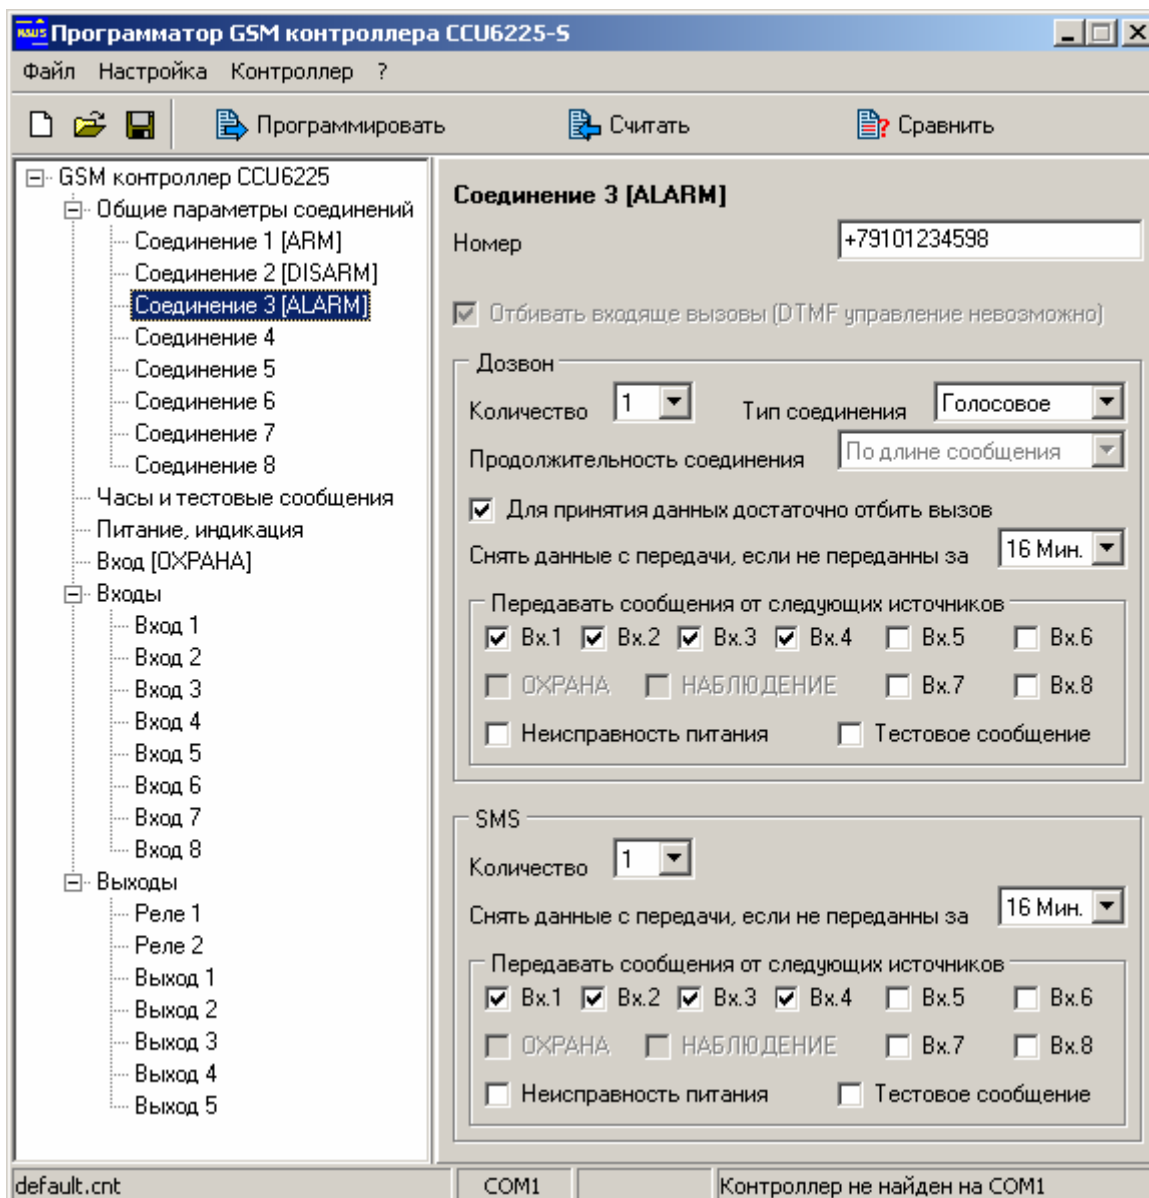 Программатор GSM контроллера CCU6225-S
Файл Настройка Контроллер ?
Программировать Считать Сравнить
GSM контроллер CCU6225
Общие параметры соединений
Соединение 1 [ARM]
Соединение 2 [DISARM]
Соединение 3 [ALARM]
Соединение 4
Соединение 5
Соединение 6
Соединение 7
Соединение 8
Часы и тестовые сообщения
Питание, индикация
Вход [ОХРАНА]
Входы
Вход 1
Вход 2
Вход 3
Вход 4
Вход 5
Вход 6
Вход 7
Вход 8
Выходы
Реле 1
Реле 2
Выход 1
Выход 2
Выход 3
Выход 4
Выход 5
Соединение 3 [ALARM]
Номер +79101234598
Отбивать входяще вызовы (DTMF управление невозможно)
Дозвон
Количество 1 Тип соединения Голосовое
Продолжительность соединения По длине сообщения
Для принятия данных достаточно отбить вызов
Снять данные с передачи, если не переданны за 16 Мин.
Передавать сообщения от следующих источников
Вх.1 Вх.2 Вх.3 Вх.4 Вх.5 Вх.6
ОХРАНА НАБЛЮДЕНИЕ Вх.7 Вх.8
Неисправность питания Тестовое сообщение
SMS
Количество 1
Снять данные с передачи, если не переданны за 16 Мин.
Передавать сообщения от следующих источников
Вх.1 Вх.2 Вх.3 Вх.4 Вх.5 Вх.6
ОХРАНА НАБЛЮДЕНИЕ Вх.7 Вх.8
Неисправность питания Тестовое сообщение
default.cnt COM1 Контроллер не найден на COM1